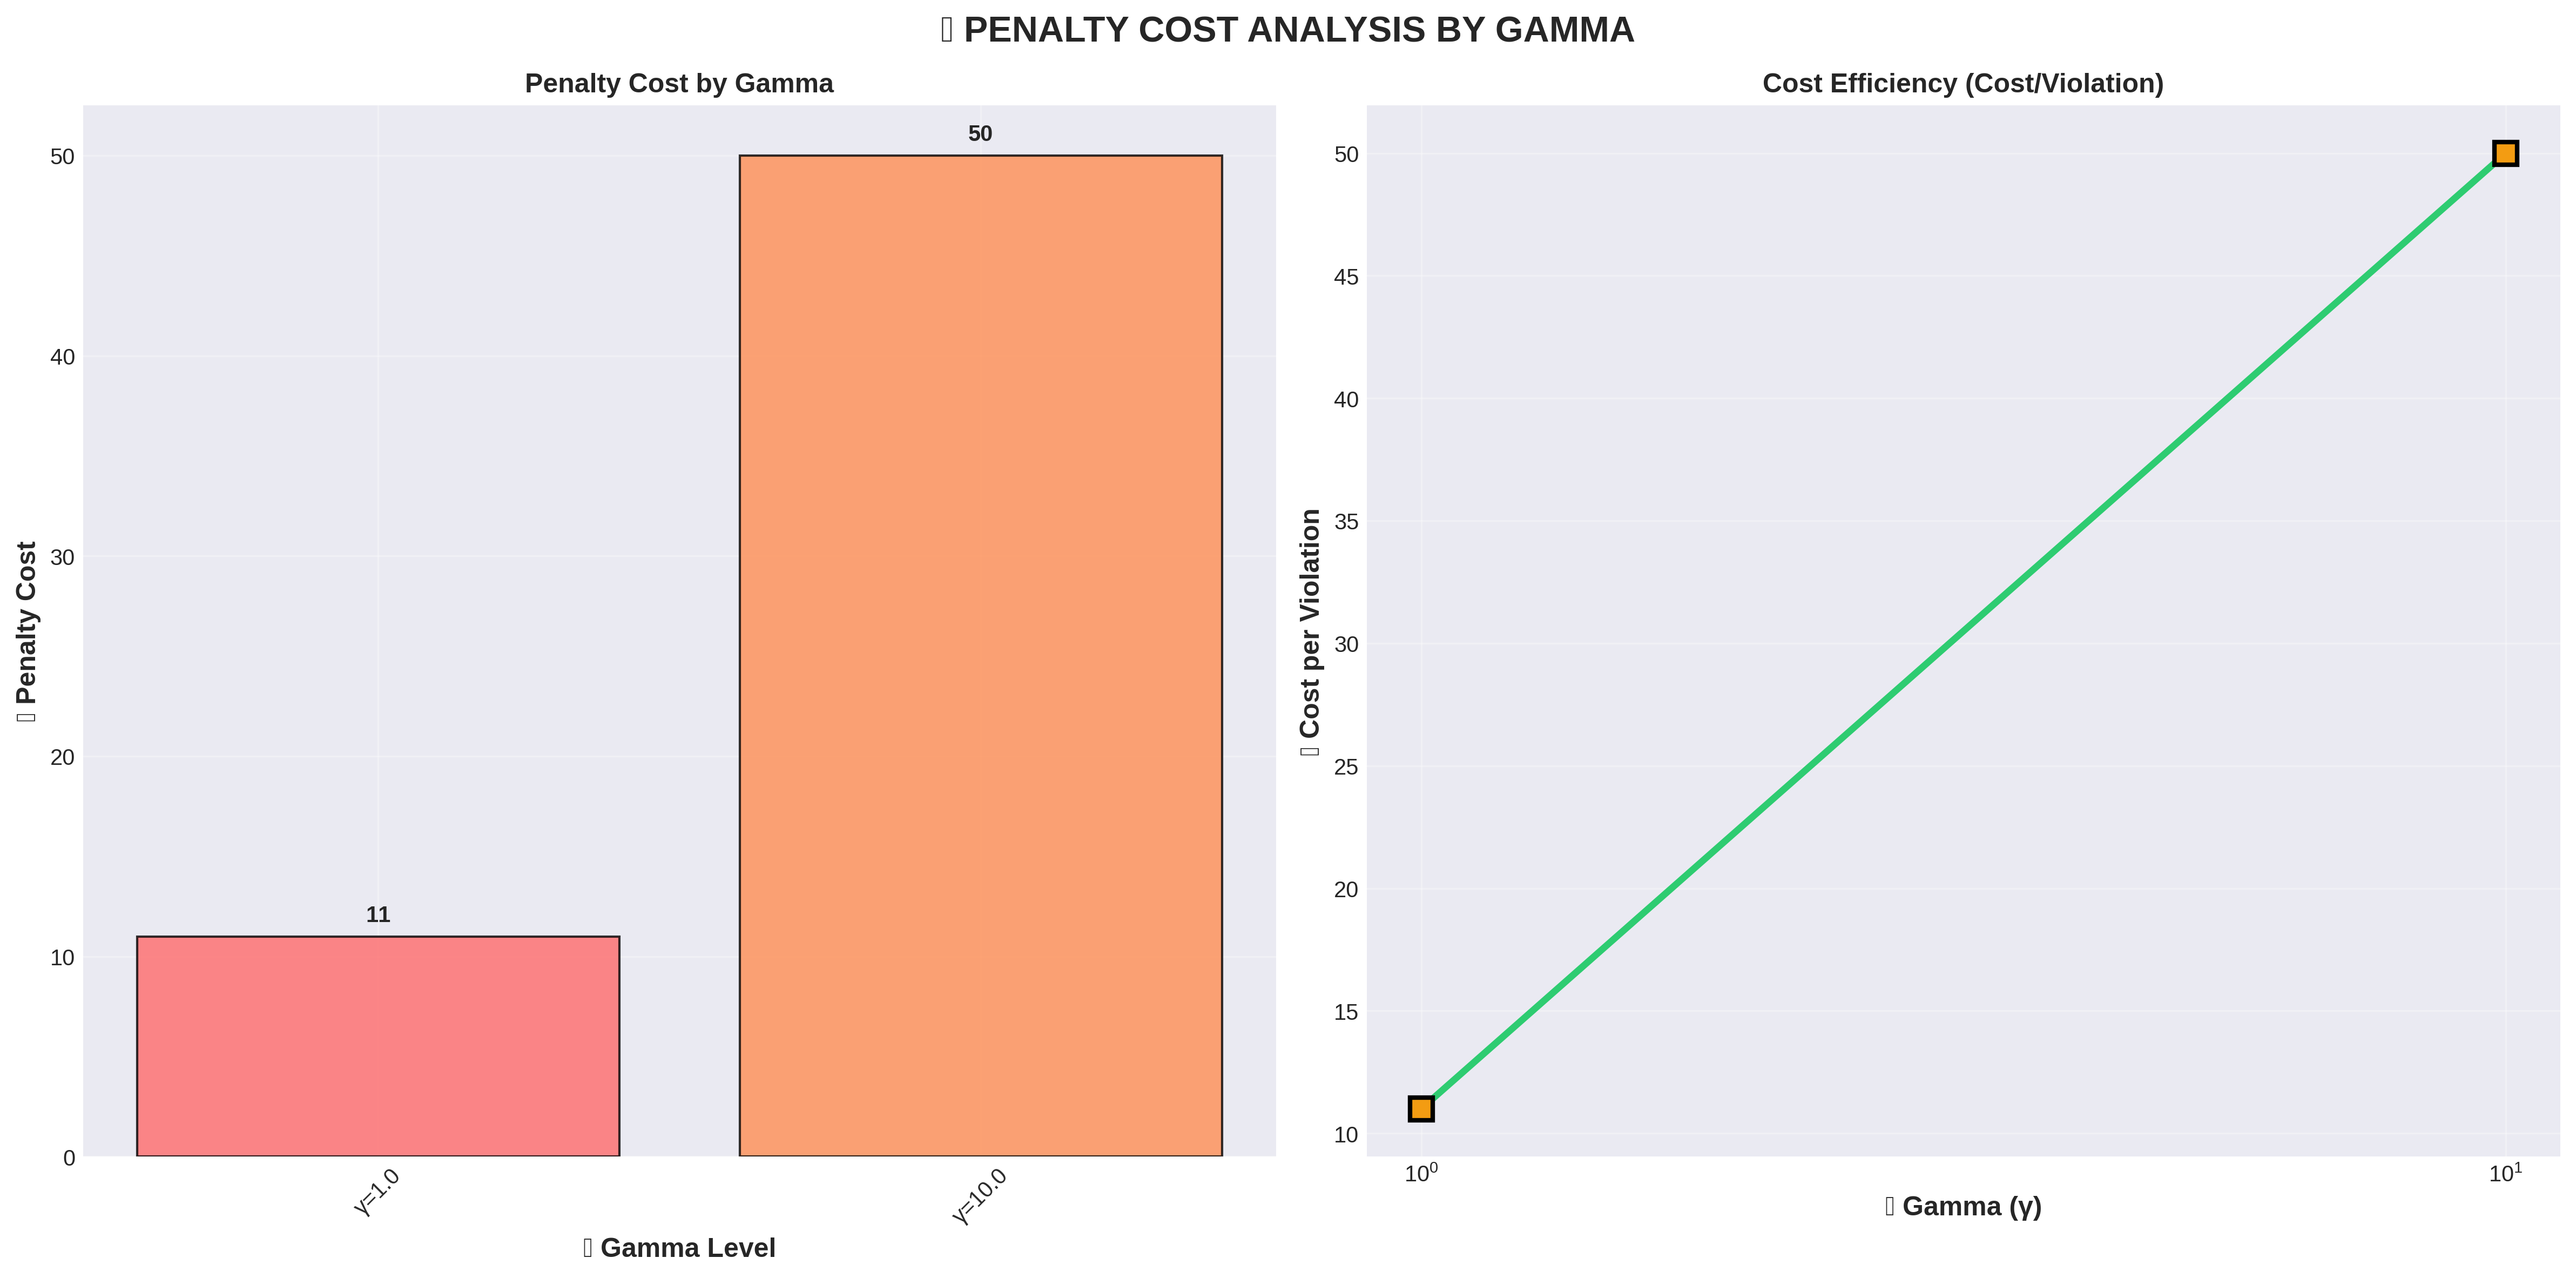 ▯ PENALTY COST ANALYSIS BY GAMMA
Penalty Cost by Gamma
▯ Penalty Cost
50
40
30
20
10
0
11
50
γ=1.0
γ=10.0
▯ Gamma Level
Cost Efficiency (Cost/Violation)
▯ Cost per Violation
50
45
40
35
30
25
20
15
10
10⁰
10¹
▯ Gamma (γ)